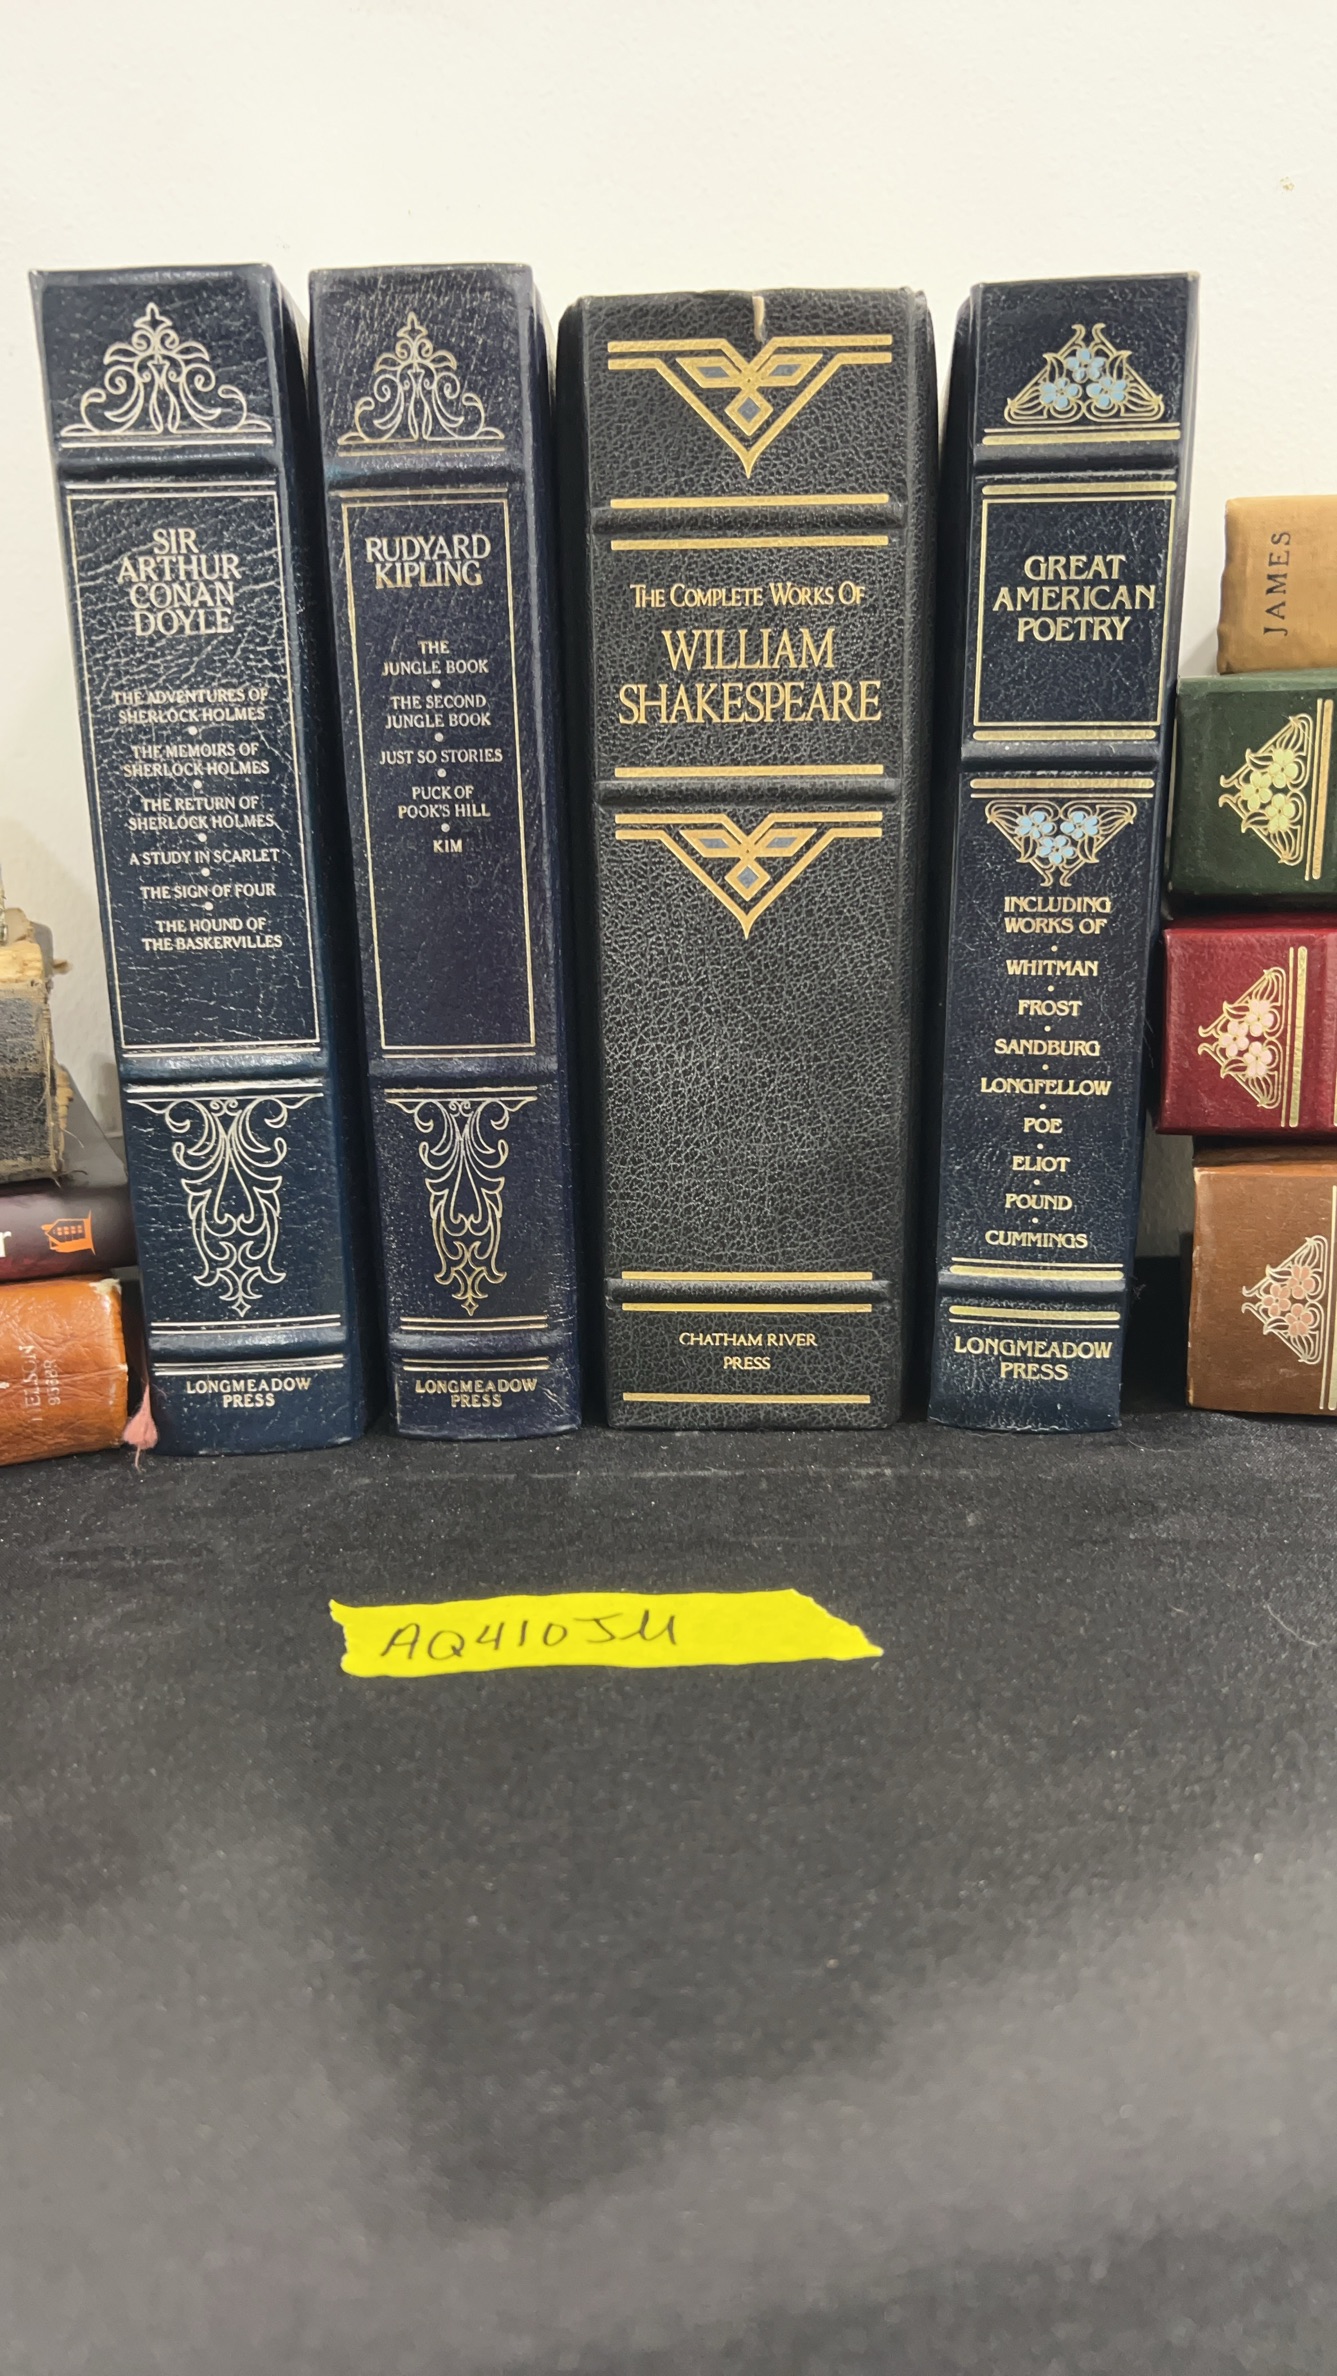 SIR
ARTHUR
CONAN
DOYLE
THE ADVENTURES OF
SHERLOCK HOLMES
THE MEMOIRS OF
SHERLOCK HOLMES
THE RETURN OF
SHERLOCK HOLMES
A STUDY IN SCARLET
THE SIGN OF FOUR
THE HOUND OF
THE BASKERVILLES
LONGMEADOW
PRESS
RUDYARD
KIPLING
THE
JUNGLE BOOK
THE SECOND
JUNGLE BOOK
JUST SO STORIES
PUCK OF
POOK'S HILL
KIM
LONGMEADOW
PRESS
THE COMPLETE WORKS OF
WILLIAM
SHAKESPEARE
CHATHAM RIVER
PRESS
GREAT
AMERICAN
POETRY
INCLUDING
WORKS OF
WHITMAN
FROST
SANDBURG
LONGFELLOW
POE
ELIOT
POUND
CUMMINGS
LONGMEADOW
PRESS
JAMES
AQ410JM